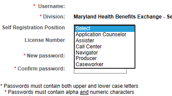 * Username:
* Division: Maryland Health Benefits Exchange - Se
Self Registration Position Select
Application Counselor
License Number Assister
Call Center
* New password: Navigator
Producer
* Confirm password: Caseworker
* Passwords must contain both upper and lower case letters
* Passwords must contain alpha and numeric characters